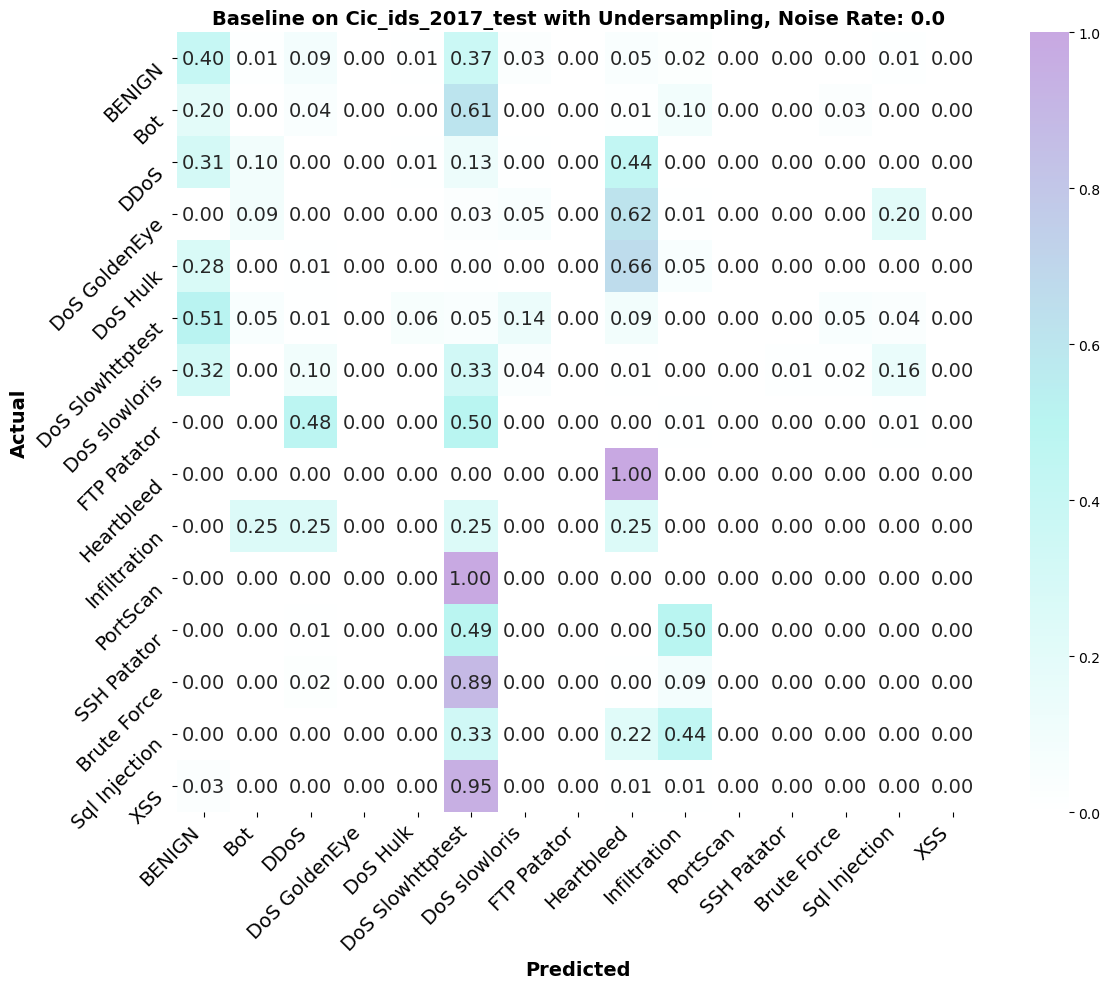 Baseline on Cic_ids_2017_test with Undersampling, Noise Rate: 0.0
BENIGN 0.40 0.01 0.09 0.00 0.01 0.37 0.03 0.00 0.05 0.02 0.00 0.00 0.00 0.01 0.00
Bot 0.20 0.00 0.04 0.00 0.00 0.61 0.00 0.00 0.01 0.10 0.00 0.00 0.03 0.00 0.00
DDoS 0.31 0.10 0.00 0.00 0.01 0.13 0.00 0.00 0.44 0.00 0.00 0.00 0.00 0.00 0.00
DoS GoldenEye 0.00 0.09 0.00 0.00 0.00 0.03 0.05 0.00 0.62 0.01 0.00 0.00 0.00 0.20 0.00
DoS Hulk 0.28 0.00 0.01 0.00 0.00 0.00 0.00 0.00 0.66 0.05 0.00 0.00 0.00 0.00 0.00
DoS Slowhttptest 0.51 0.05 0.01 0.00 0.06 0.05 0.14 0.00 0.09 0.00 0.00 0.00 0.05 0.04 0.00
DoS slowloris 0.32 0.00 0.10 0.00 0.00 0.33 0.04 0.00 0.01 0.00 0.00 0.01 0.02 0.16 0.00
FTP Patator 0.00 0.00 0.48 0.00 0.00 0.50 0.00 0.00 0.00 0.01 0.00 0.00 0.00 0.01 0.00
Heartbleed 0.00 0.00 0.00 0.00 0.00 0.00 0.00 0.00 1.00 0.00 0.00 0.00 0.00 0.00 0.00
Infiltration 0.00 0.25 0.25 0.00 0.00 0.25 0.00 0.00 0.25 0.00 0.00 0.00 0.00 0.00 0.00
PortScan 0.00 0.00 0.00 0.00 0.00 1.00 0.00 0.00 0.00 0.00 0.00 0.00 0.00 0.00 0.00
SSH Patator 0.00 0.00 0.01 0.00 0.00 0.49 0.00 0.00 0.00 0.50 0.00 0.00 0.00 0.00 0.00
Brute Force 0.00 0.00 0.02 0.00 0.00 0.89 0.00 0.00 0.00 0.09 0.00 0.00 0.00 0.00 0.00
Sql Injection 0.00 0.00 0.00 0.00 0.00 0.33 0.00 0.00 0.22 0.44 0.00 0.00 0.00 0.00 0.00
XSS 0.03 0.00 0.00 0.00 0.00 0.95 0.00 0.00 0.01 0.01 0.00 0.00 0.00 0.00 0.00
Actual
BENIGN
Bot
DDoS
DoS GoldenEye
DoS Hulk
DoS Slowhttptest
DoS slowloris
FTP Patator
Heartbleed
Infiltration
PortScan
SSH Patator
Brute Force
Sql Injection
XSS
Predicted
1.0
0.8
0.6
0.4
0.2
0.0